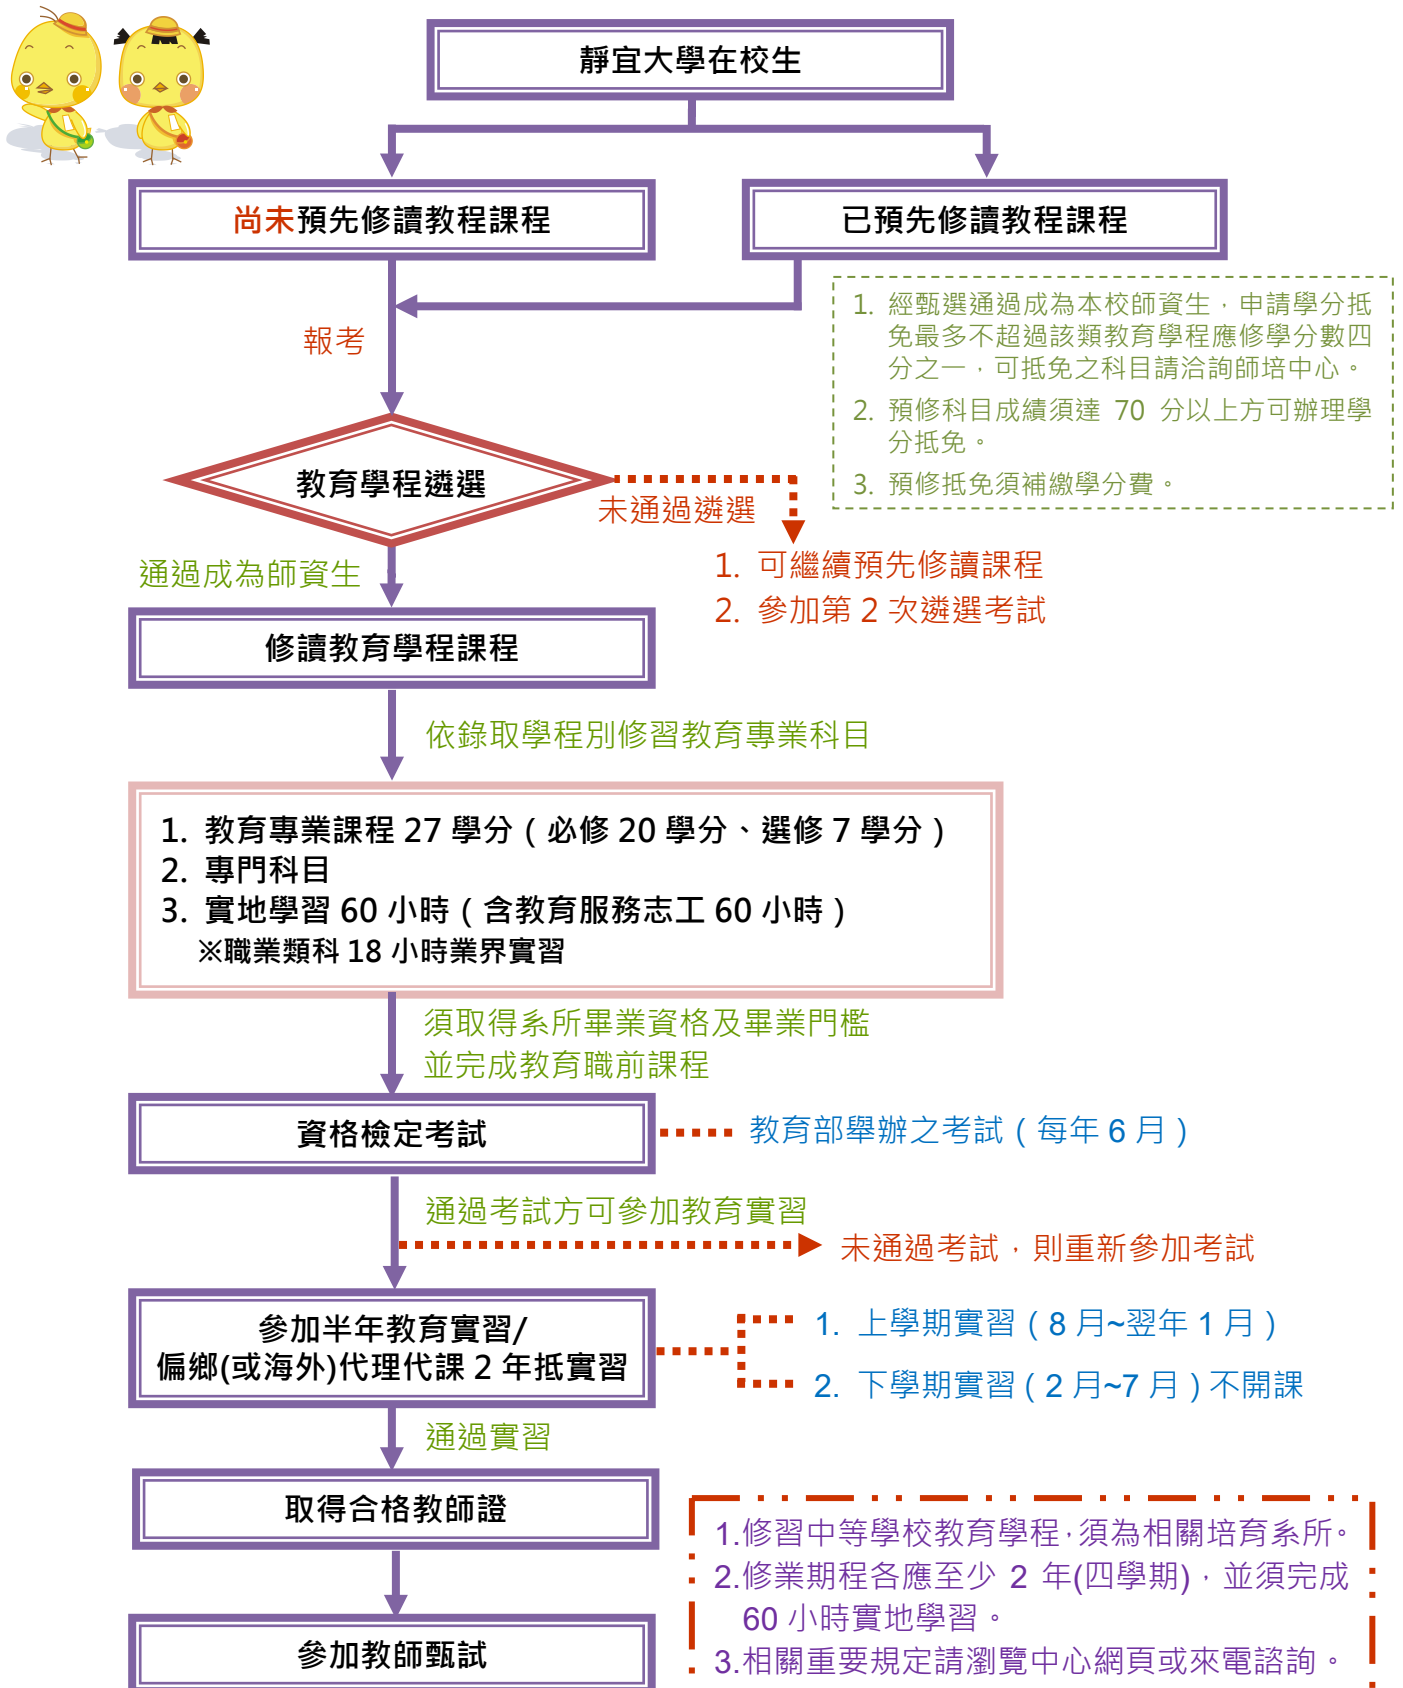 靜宜大學在校生
尚未預先修讀教程課程
已預先修讀教程課程
1. 經甄選通過成為本校師資生，申請學分抵
免最多不超過該類教育學程應修學分數四
分之一，可抵免之科目請洽詢師培中心。
2. 預修科目成績須達 70 分以上方可辦理學
分抵免。
3. 預修抵免須補繳學分費。
報考
教育學程遴選
未通過遴選
1. 可繼續預先修讀課程
2. 參加第 2 次遴選考試
通過成為師資生
修讀教育學程課程
依錄取學程別修習教育專業科目
1. 教育專業課程 27 學分（必修 20 學分、選修 7 學分）
2. 專門科目
3. 實地學習 60 小時（含教育服務志工 60 小時）
※職業類科 18 小時業界實習
須取得系所畢業資格及畢業門檻
並完成教育職前課程
資格檢定考試
教育部舉辦之考試（每年 6 月）
通過考試方可參加教育實習
未通過考試，則重新參加考試
參加半年教育實習/
偏鄉(或海外)代理代課 2 年抵實習
1. 上學期實習（8 月~翌年 1 月）
2. 下學期實習（2 月~7 月）不開課
通過實習
取得合格教師證
參加教師甄試
1.修習中等學校教育學程，須為相關培育系所。
2.修業期程各應至少 2 年(四學期)，並須完成
60 小時實地學習。
3.相關重要規定請瀏覽中心網頁或來電諮詢。